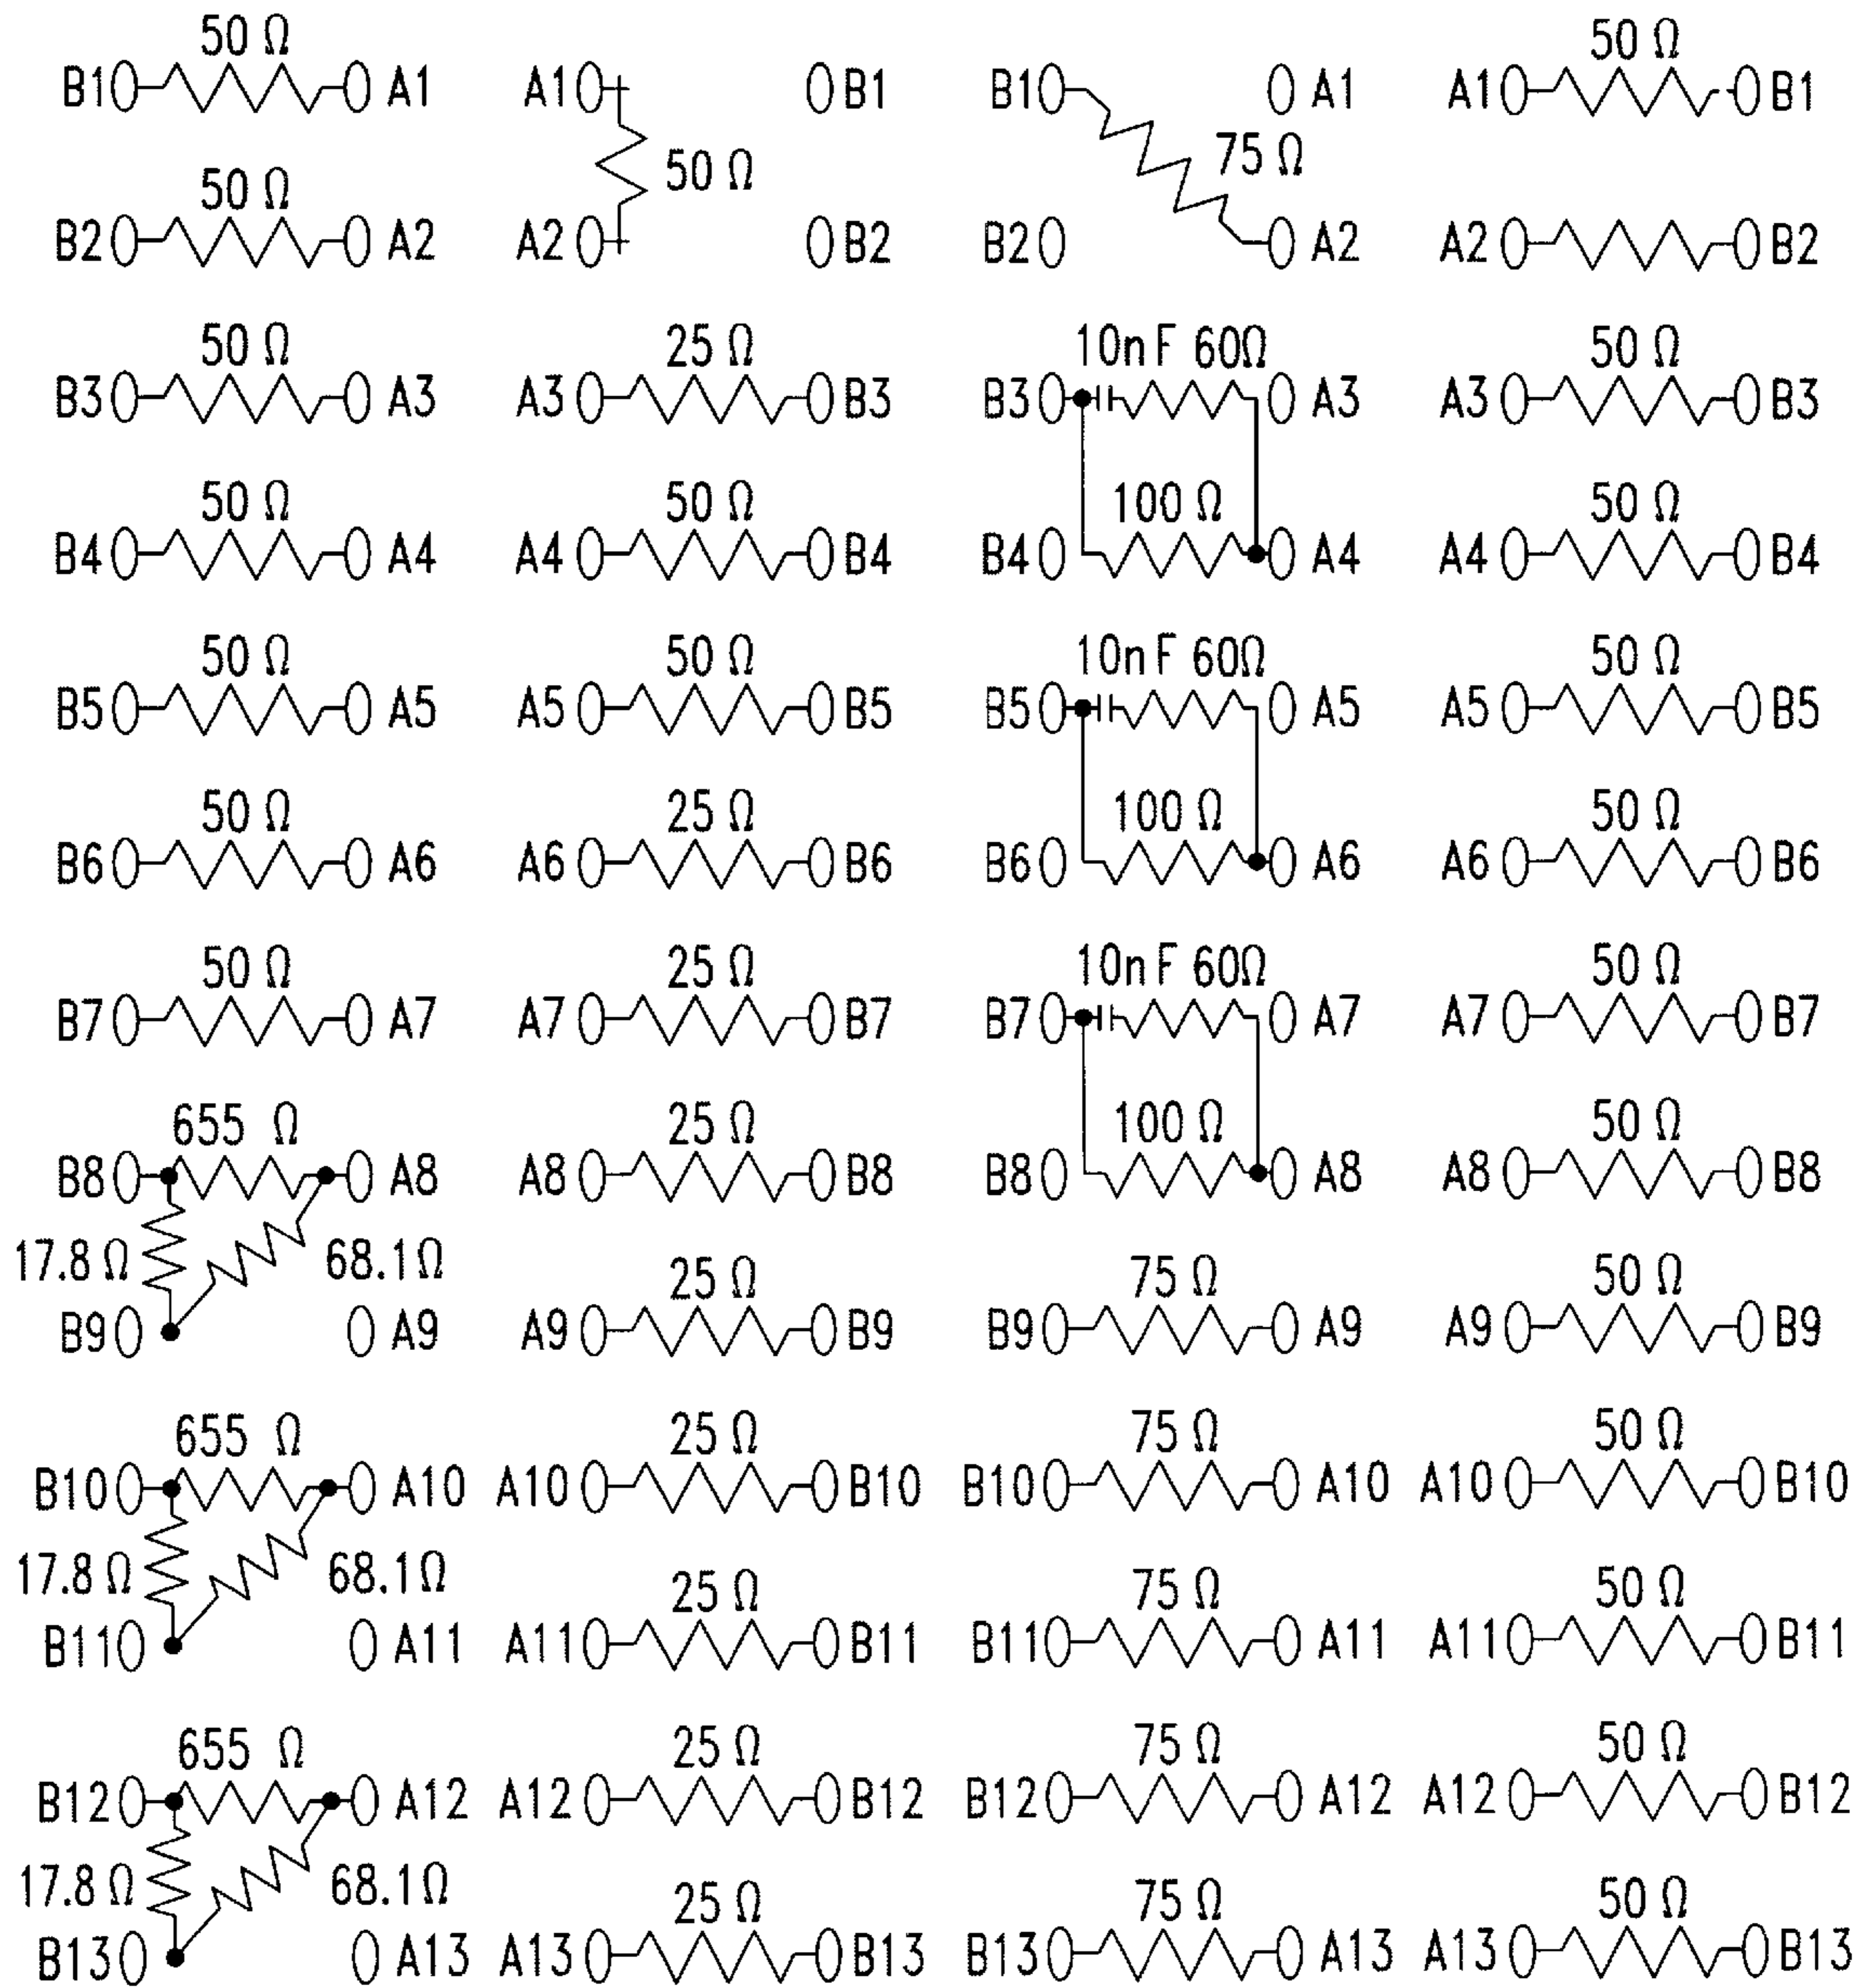 50 Ω 50 Ω
B1 A1 A1 B1 B1 A1 A1 B1
50 Ω 50 Ω 75 Ω
B2 A2 A2 B2 B2 A2 A2 B2
50 Ω 25 Ω 10nF 60Ω 50 Ω
B3 A3 A3 B3 B3 A3 A3 B3
50 Ω 50 Ω 100 Ω 50 Ω
B4 A4 A4 B4 B4 A4 A4 B4
50 Ω 50 Ω 10nF 60Ω 50 Ω
B5 A5 A5 B5 B5 A5 A5 B5
50 Ω 25 Ω 100 Ω 50 Ω
B6 A6 A6 B6 B6 A6 A6 B6
50 Ω 25 Ω 10nF 60Ω 50 Ω
B7 A7 A7 B7 B7 A7 A7 B7
655 Ω 25 Ω 100 Ω 50 Ω
B8 A8 A8 B8 B8 A8 A8 B8
17.8 Ω 68.1Ω 25 Ω 75 Ω 50 Ω
B9 A9 A9 B9 B9 A9 A9 B9
655 Ω 25 Ω 75 Ω 50 Ω
B10 A10 A10 B10 B10 A10 A10 B10
17.8 Ω 68.1Ω 25 Ω 75 Ω 50 Ω
B11 A11 A11 B11 B11 A11 A11 B11
655 Ω 25 Ω 75 Ω 50 Ω
B12 A12 A12 B12 B12 A12 A12 B12
17.8 Ω 68.1Ω 25 Ω 75 Ω 50 Ω
B13 A13 A13 B13 B13 A13 A13 B13